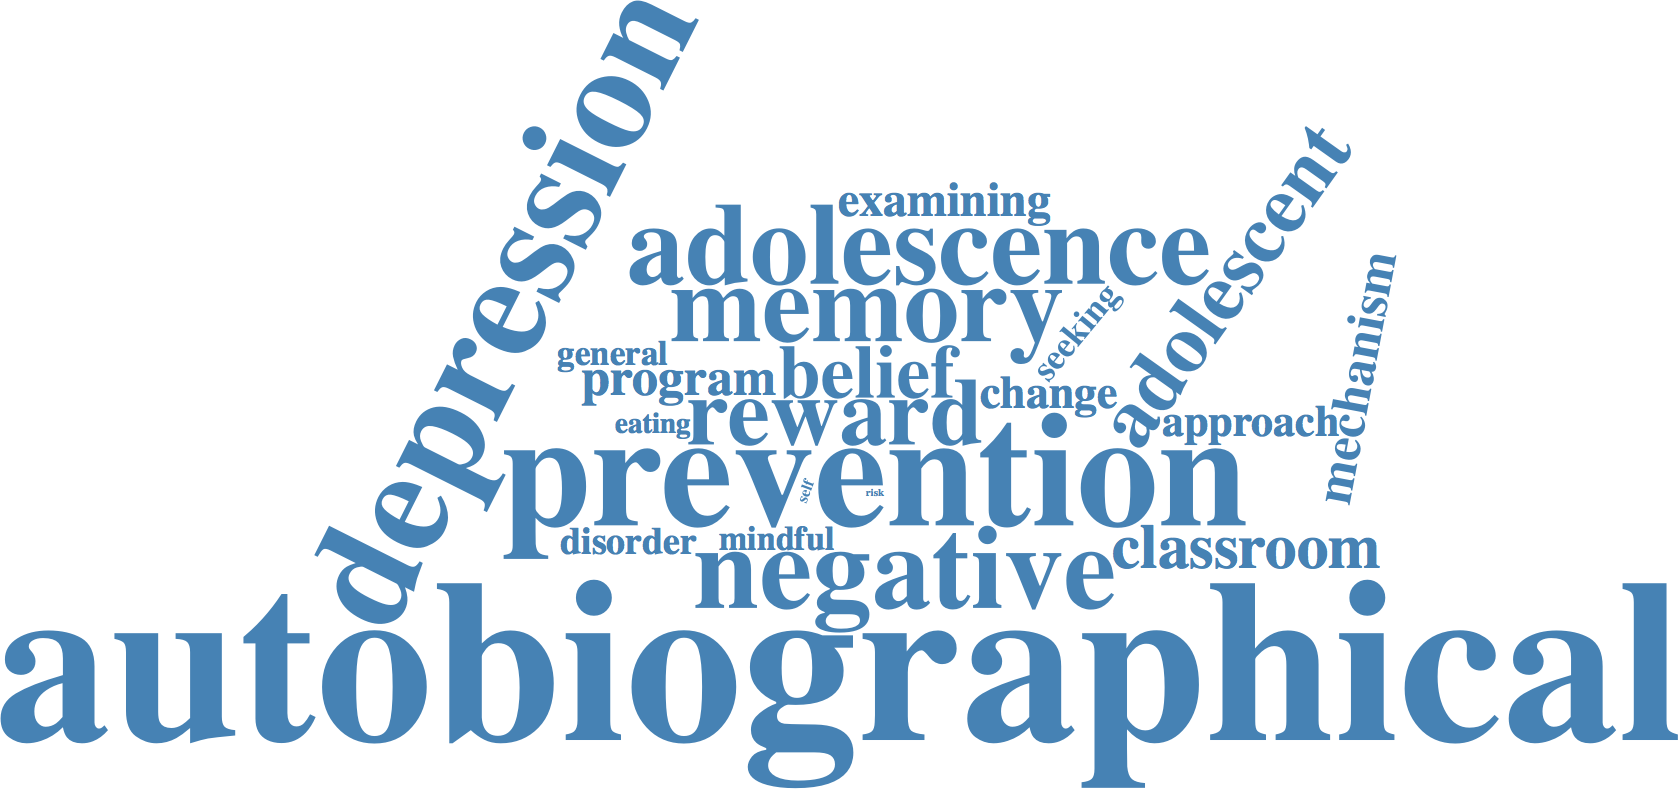 depression
examining
adolescence
adolescent
memory
seeking
mechanism
general
belief
program
change
reward
eating
approach
prevention
self
risk
disorder
mindful
negative
classroom
autobiographical